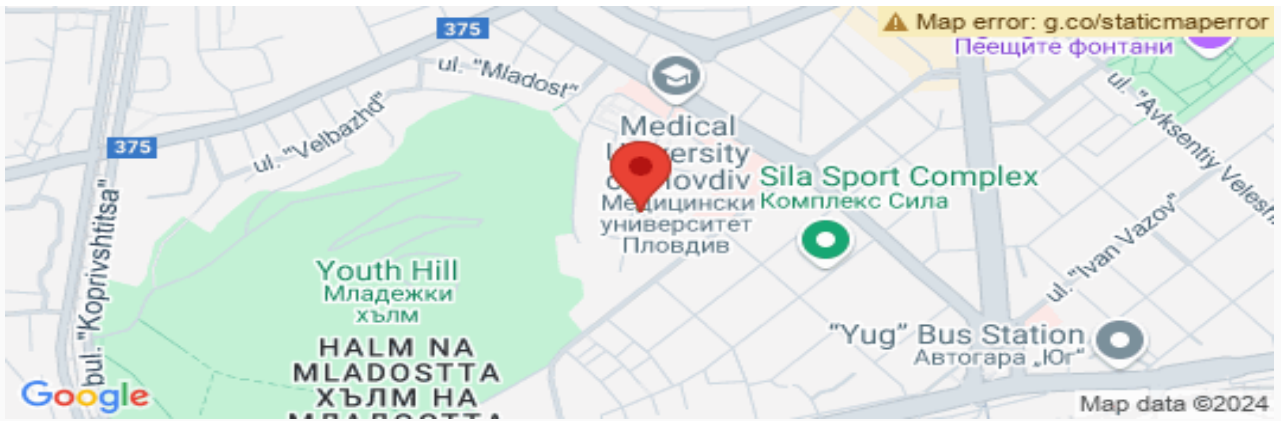 375
Map error: g.co/staticmaperror
Пеещите фонтани
ul. "Mladost"
ul. "Velbazhd"
375
ul. "Avksentiy Velesh
Medical
University
Plovdiv
Медицински
университет
Пловдив
Sila Sport Complex
Комплекс Сила
bul. "Koprivshtitsa"
ul. "Ivan Vazov"
Youth Hill
Младежки
хълм
"Yug" Bus Station
Автогара „Юг“
HALM NA
MLADOSTTA
ХЪЛМ НА
МЛАДОСТТА
Google
Map data ©2024